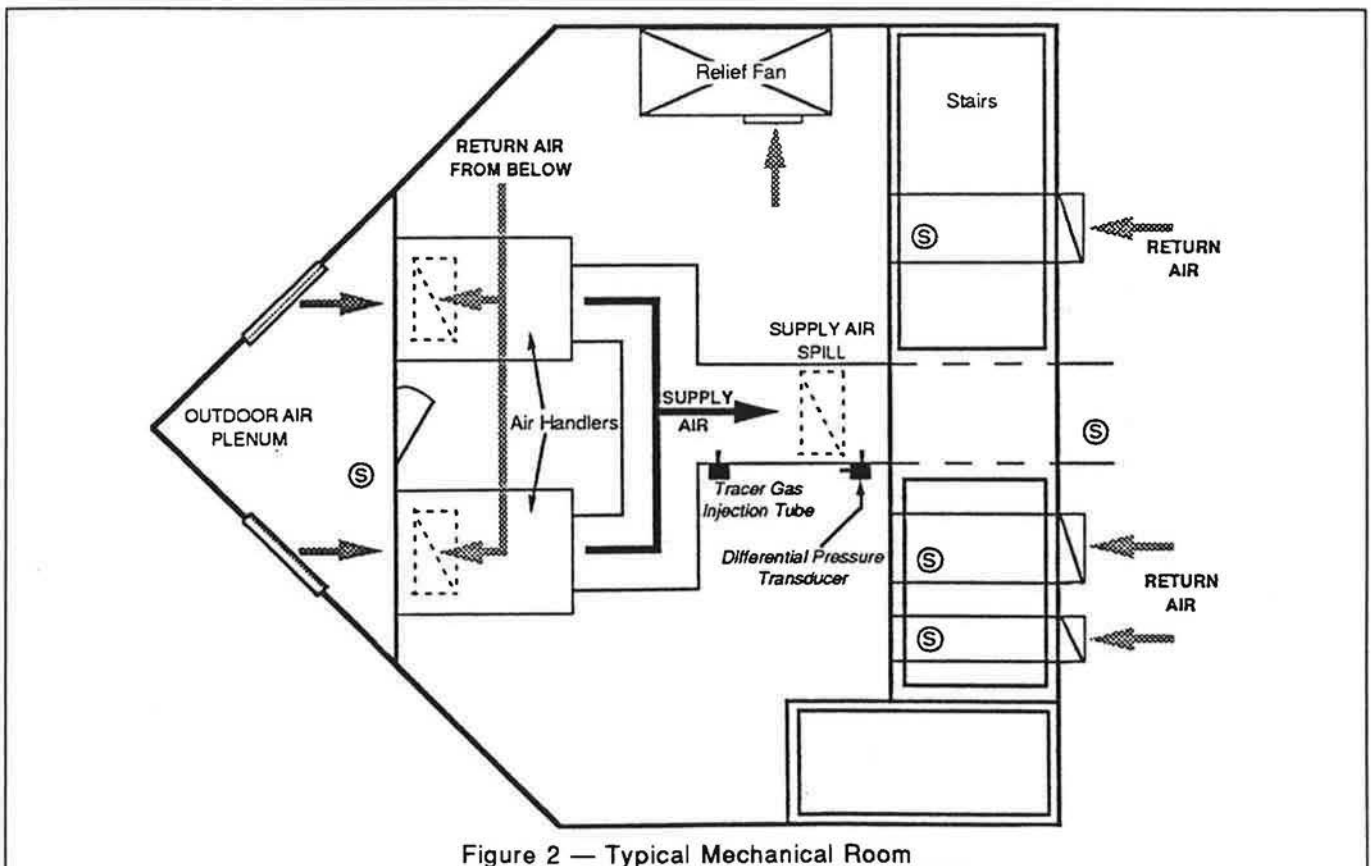 Relief Fan
Stairs
RETURN AIR
FROM BELOW
S
RETURN
AIR
SUPPLY AIR
SPILL
OUTDOOR AIR
PLENUM
Air Handlers
SUPPLY
AIR
S
S
Tracer Gas
Injection Tube
Differential Pressure
Transducer
S
RETURN
AIR
S
Figure 2 — Typical Mechanical Room